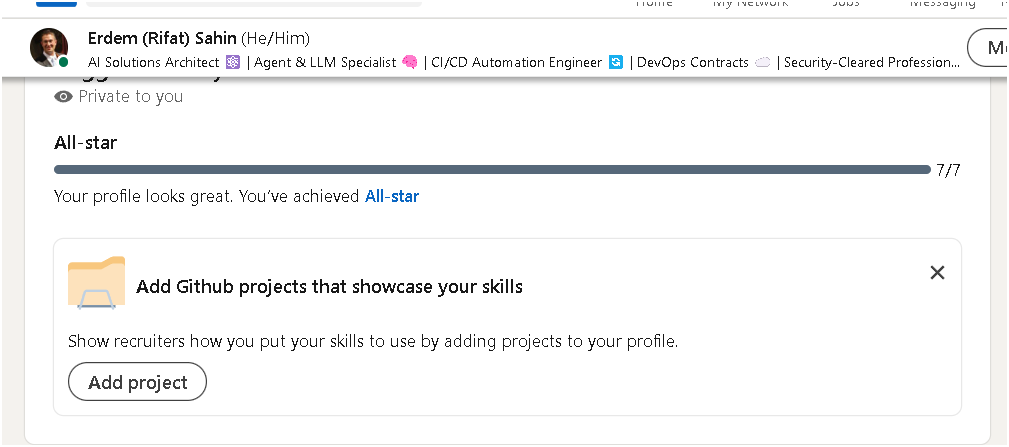 Home My Network Jobs Messaging
Erdem (Rifat) Sahin (He/Him)
AI Solutions Architect ⚛️ | Agent & LLM Specialist 🧠 | CI/CD Automation Engineer 🔄 | DevOps Contracts ☁️ | Security-Cleared Profession...
Private to you
All-star
7/7
Your profile looks great. You've achieved All-star
Add Github projects that showcase your skills
Show recruiters how you put your skills to use by adding projects to your profile.
Add project